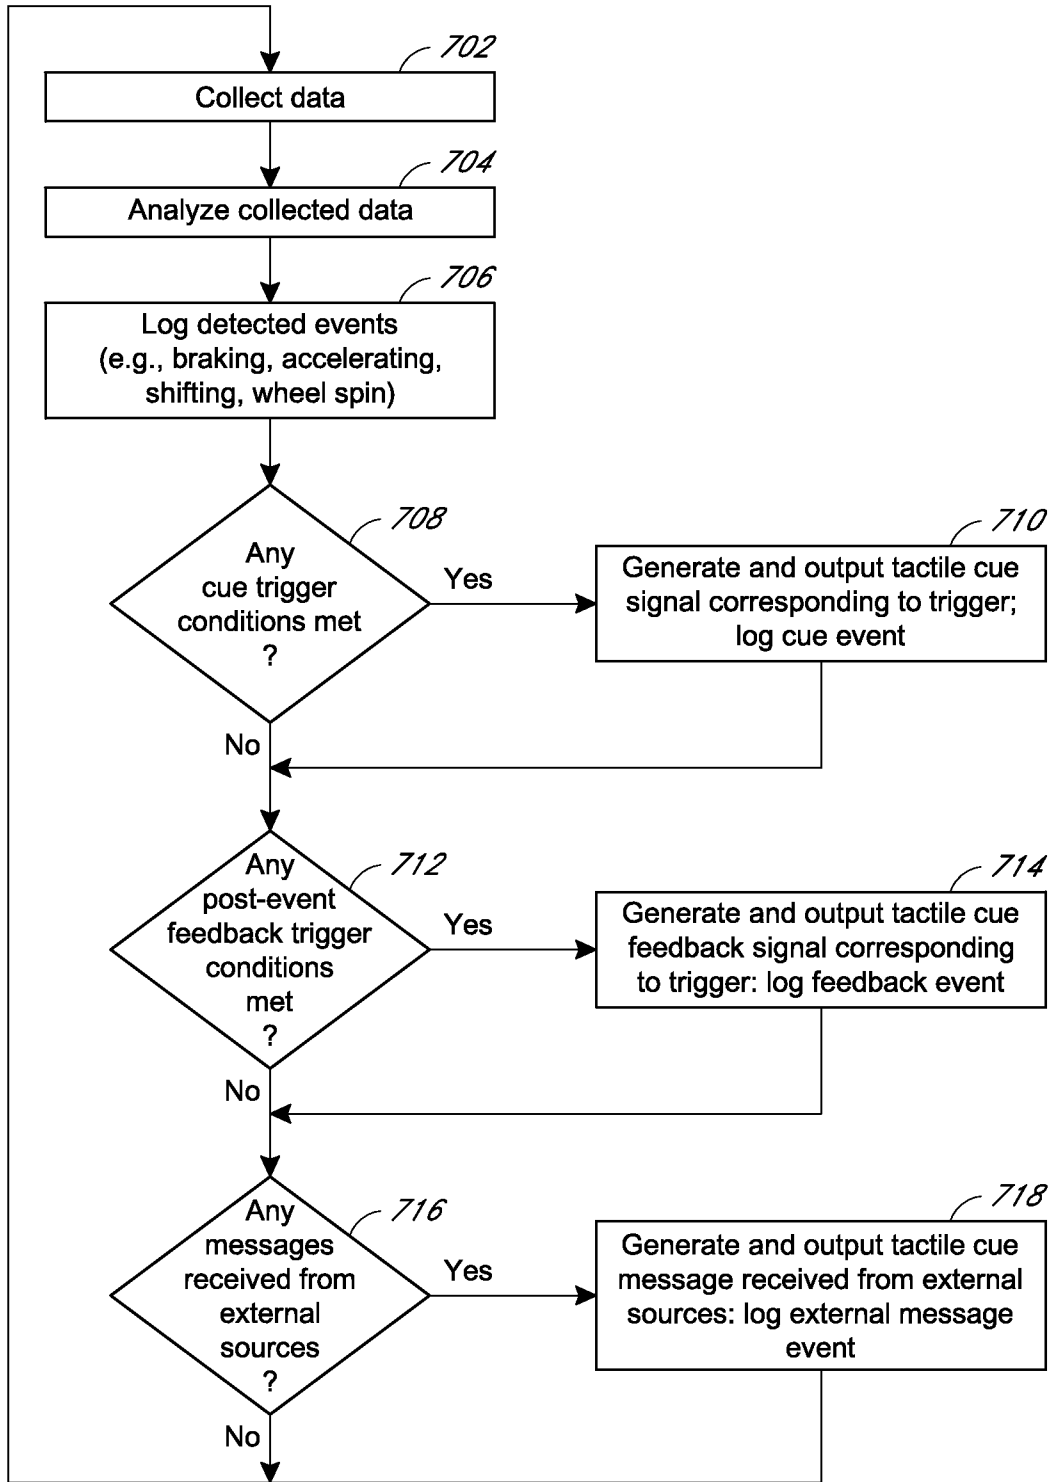 702
Collect data
704
Analyze collected data
706
Log detected events
(e.g., braking, accelerating,
shifting, wheel spin)
708
Any
cue trigger
conditions met
?
Yes
710
Generate and output tactile cue
signal corresponding to trigger;
log cue event
No
712
Any
post-event
feedback trigger
conditions
met
?
Yes
714
Generate and output tactile cue
feedback signal corresponding
to trigger: log feedback event
No
716
Any
messages
received from
external
sources
?
Yes
718
Generate and output tactile cue
message received from external
sources: log external message
event
No